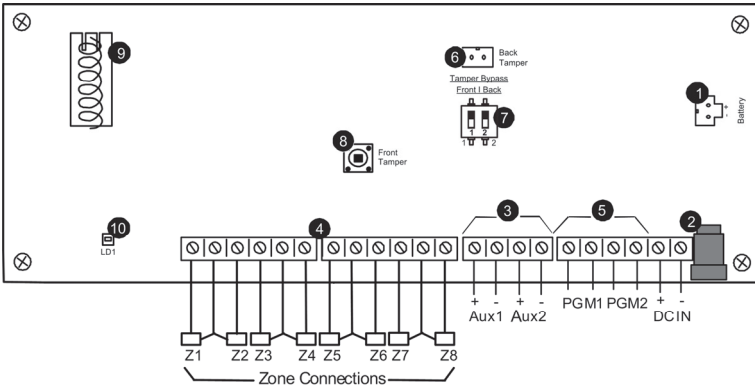 9
6
Back
Tamper
Tamper Bypass
Front I Back
7
1 2
1 2
1
+
-
Battery
8
Front
Tamper
10
LD1
4
3
5
2
+ - + -
Aux1 Aux2
PGM1 PGM2
+ -
DCIN
Z1 Z2 Z3 Z4 Z5 Z6 Z7 Z8
Zone Connections